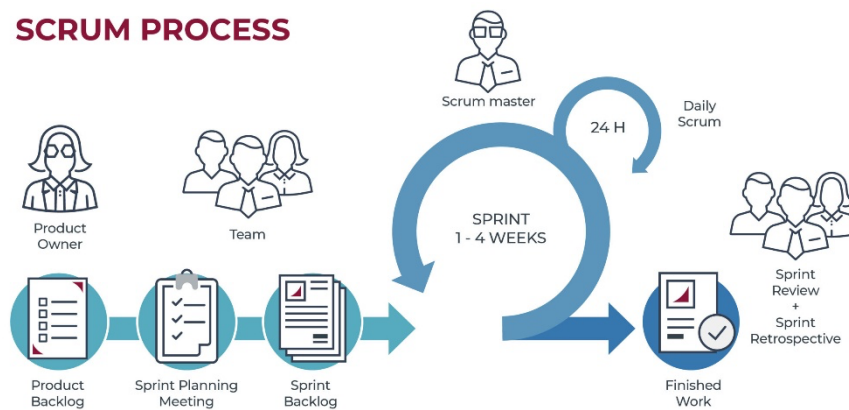 SCRUM PROCESS
Scrum master
24 H
Daily
Scrum
Product
Owner
Team
SPRINT
1 - 4 WEEKS
Sprint
Review
+
Sprint
Retrospective
Product
Backlog
Sprint Planning
Meeting
Sprint
Backlog
Finished
Work